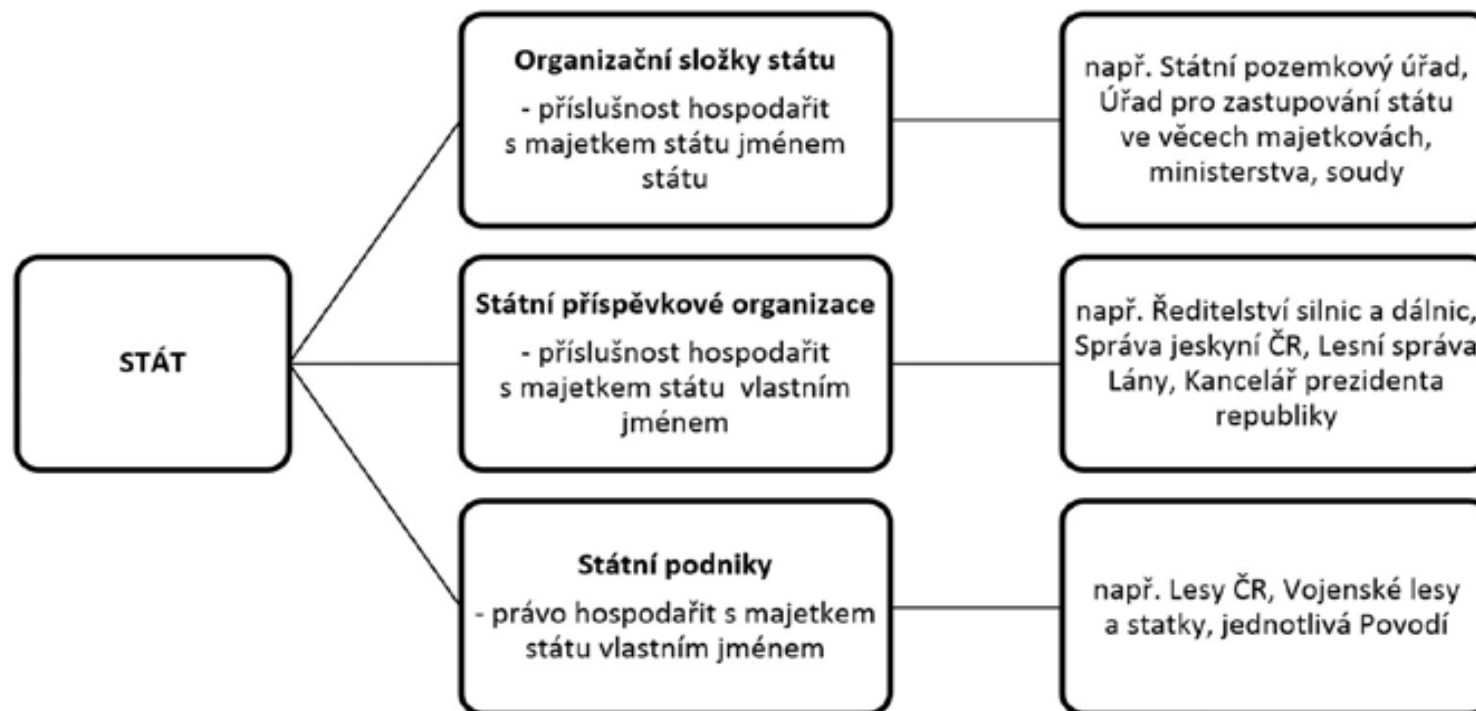 STÁT
Organizační složky státu
- příslušnost hospodařit
s majetkem státu jménem
státu
např. Státní pozemkový úřad,
Úřad pro zastupování státu
ve věcech majetkovách,
ministerstva, soudy
Státní příspěvkové organizace
- příslušnost hospodařit
s majetkem státu vlastním
jménem
např. Ředitelství silnic a dálnic,
Správa jeskyní ČR, Lesní správa
Lány, Kancelář prezidenta
republiky
Státní podniky
- právo hospodařit s majetkem
státu vlastním jménem
např. Lesy ČR, Vojenské lesy
a statky, jednotlivá Povodí